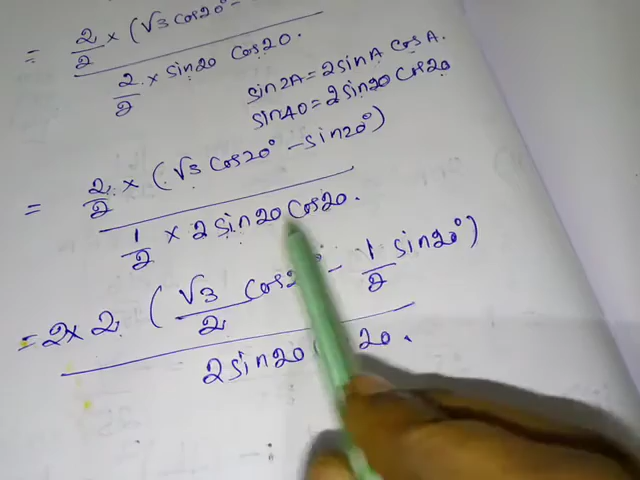 = 2/2 × (√3 cos20° -
2/2 × sin20 cos20.
sin2A = 2sinA cosA.
sin40 = 2sin20 cos20
= 2/2 × (√3 cos20° - sin20°)
1/2 × 2sin20 cos20.
= 2×2 (√3/2 cos2 - 1/2 sin20°)
2sin20 20.